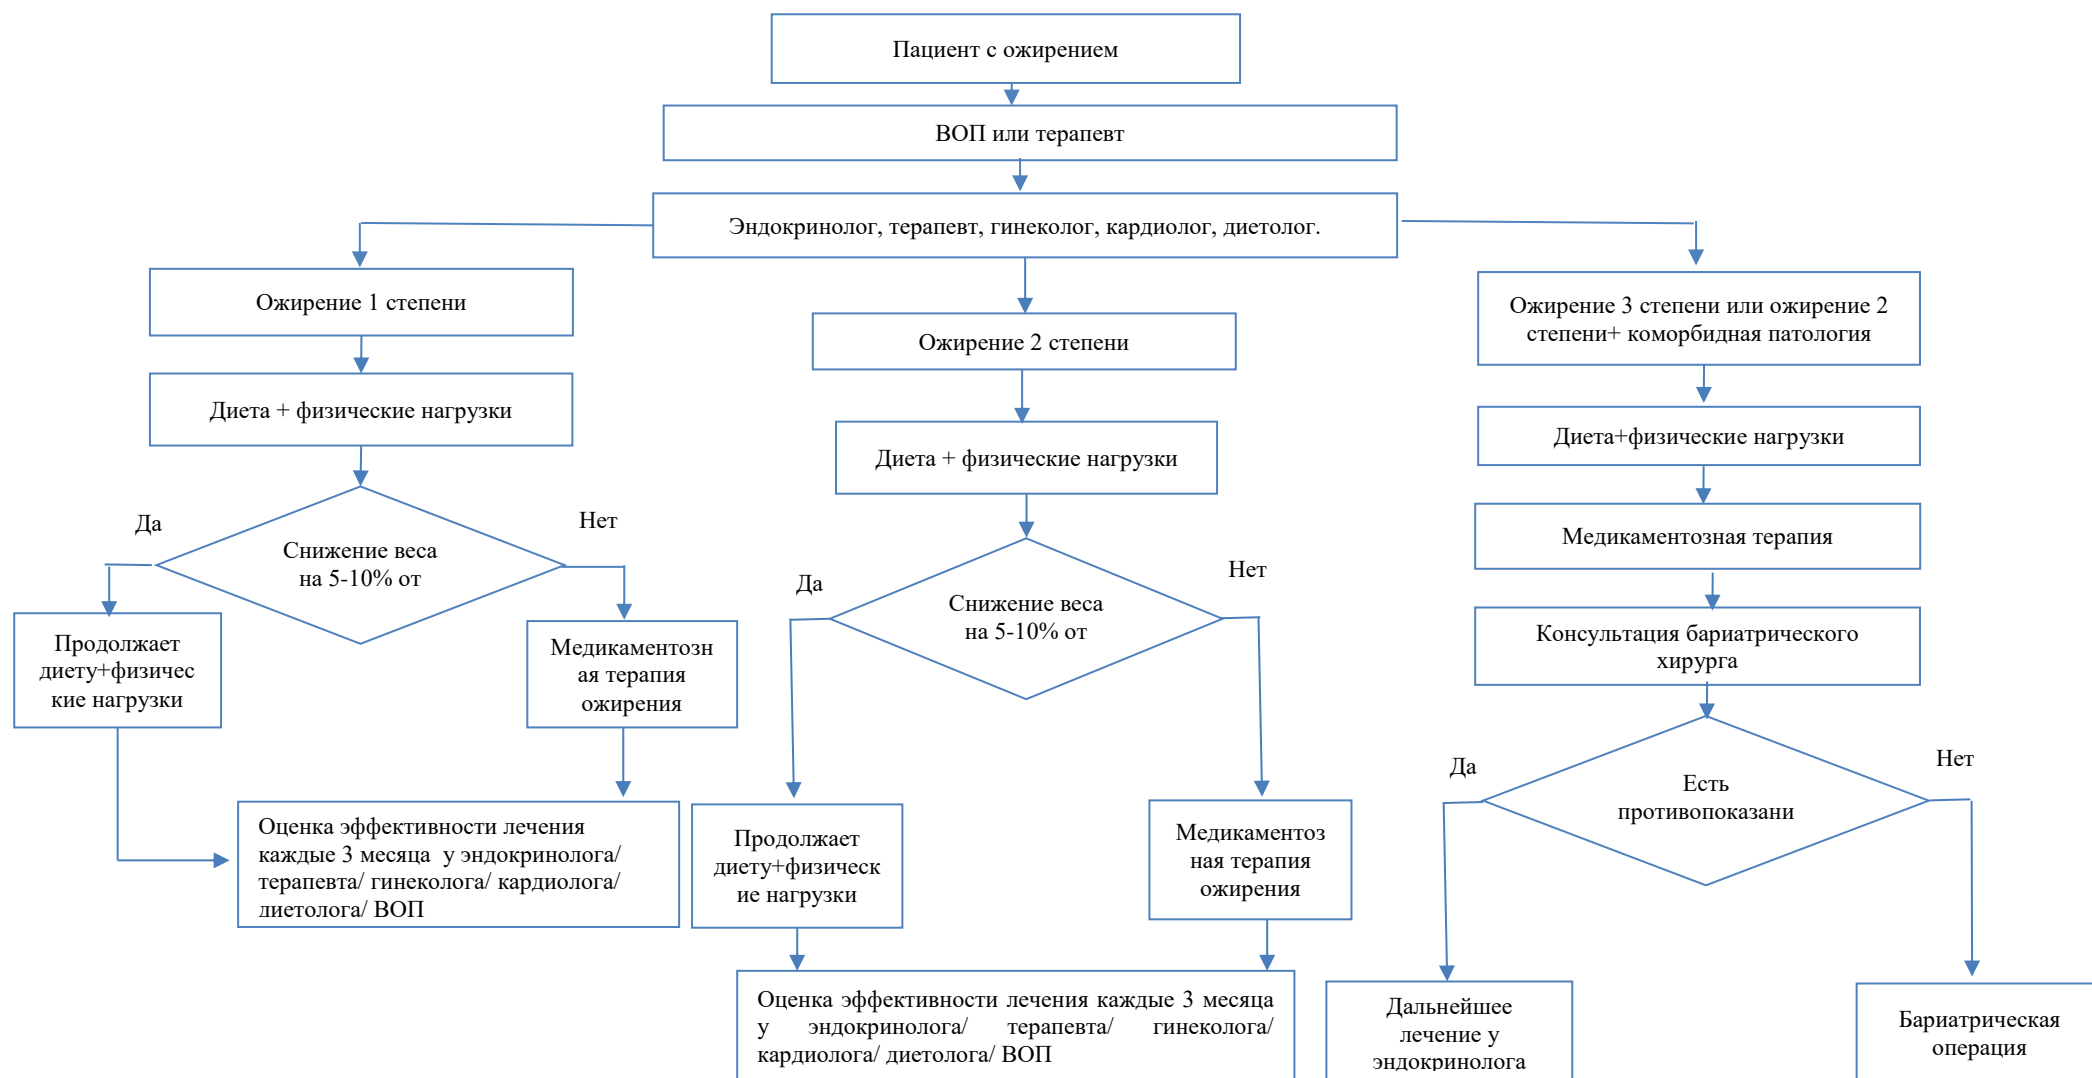 Пациент с ожирением
ВОП или терапевт
Эндокринолог, терапевт, гинеколог, кардиолог, диетолог.
Ожирение 1 степени
Диета + физические нагрузки
Да
Нет
Снижение веса
на 5-10% от
Продолжает
диету+физичес
кие нагрузки
Медикаментозн
ая терапия
ожирения
Оценка эффективности лечения
каждые 3 месяца у эндокринолога/
терапевта/ гинеколога/ кардиолога/
диетолога/ ВОП
Ожирение 2 степени
Диета + физические нагрузки
Да
Нет
Снижение веса
на 5-10% от
Продолжает
диету+физическ
ие нагрузки
Медикаментоз
ная терапия
ожирения
Оценка эффективности лечения каждые 3 месяца
у эндокринолога/ терапевта/ гинеколога/
кардиолога/ диетолога/ ВОП
Ожирение 3 степени или ожирение 2
степени+ коморбидная патология
Диета+физические нагрузки
Медикаментозная терапия
Консультация бариатрического
хирурга
Да
Нет
Есть
противопоказани
Дальнейшее
лечение у
эндокринолога
Бариатрическая
операция